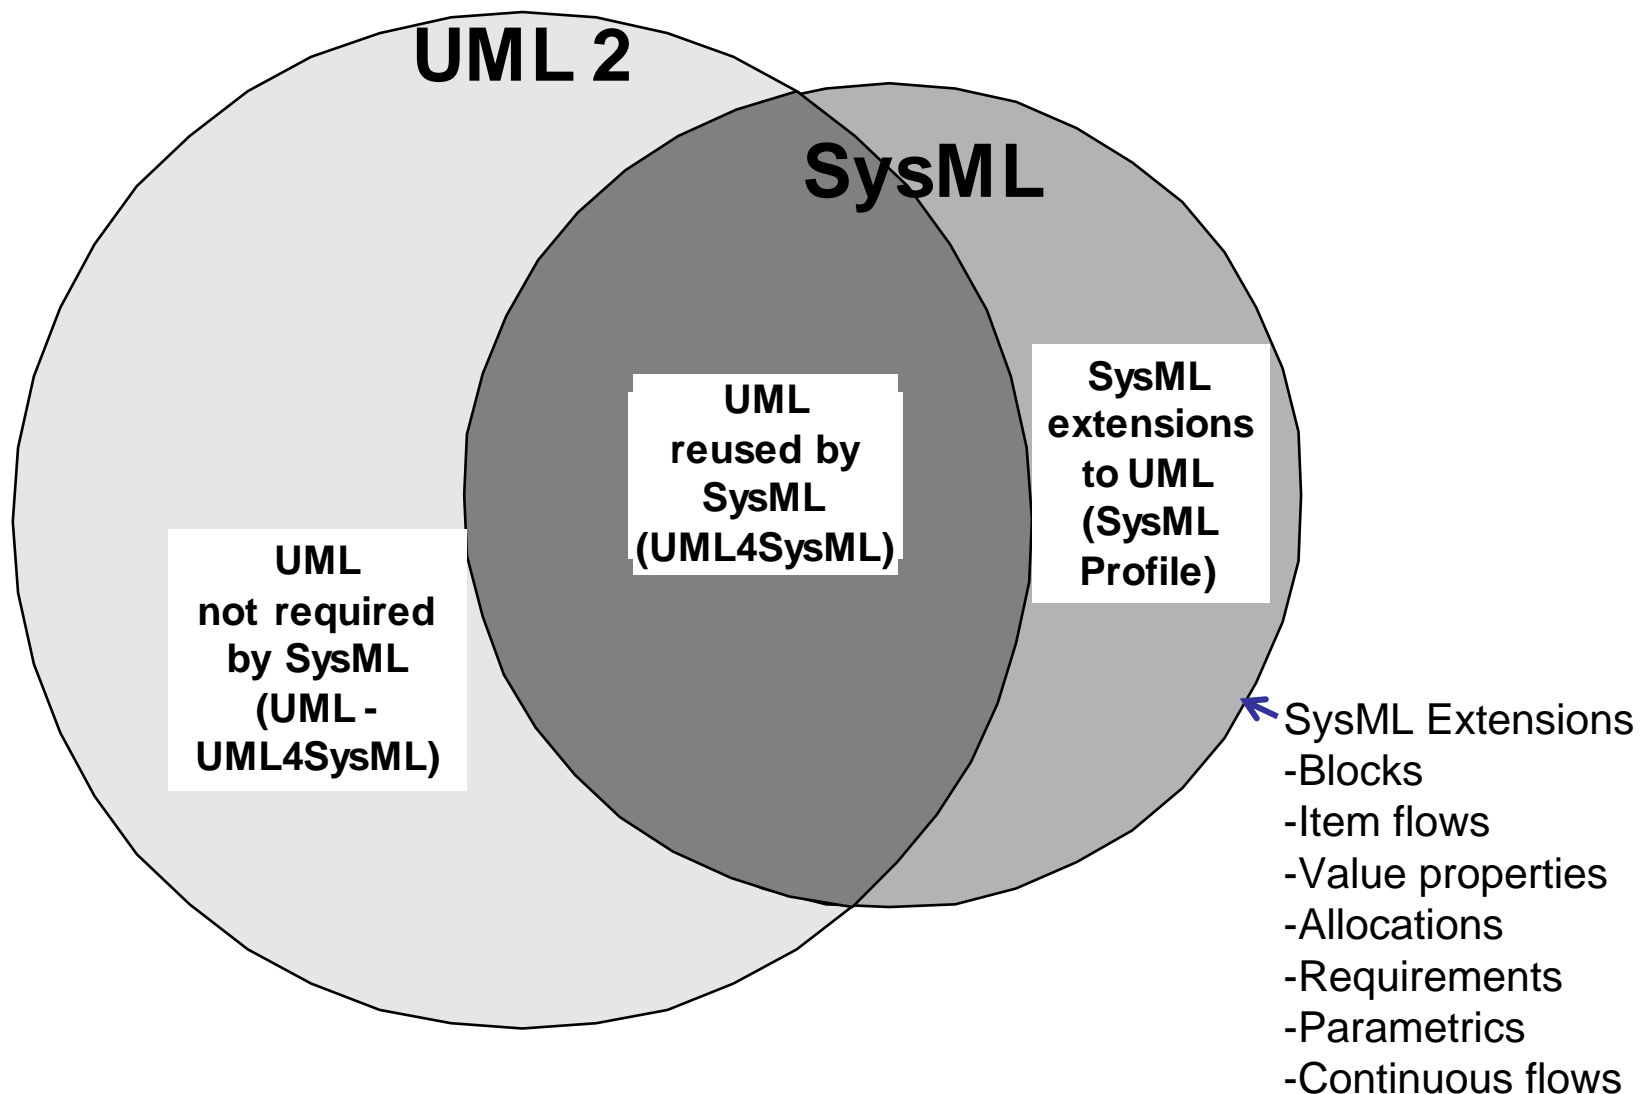 UML 2
SysML
UML
not required
by SysML
(UML -
UML4SysML)
UML
reused by
SysML
(UML4SysML)
SysML
extensions
to UML
(SysML
Profile)
SysML Extensions
-Blocks
-Item flows
-Value properties
-Allocations
-Requirements
-Parametrics
-Continuous flows